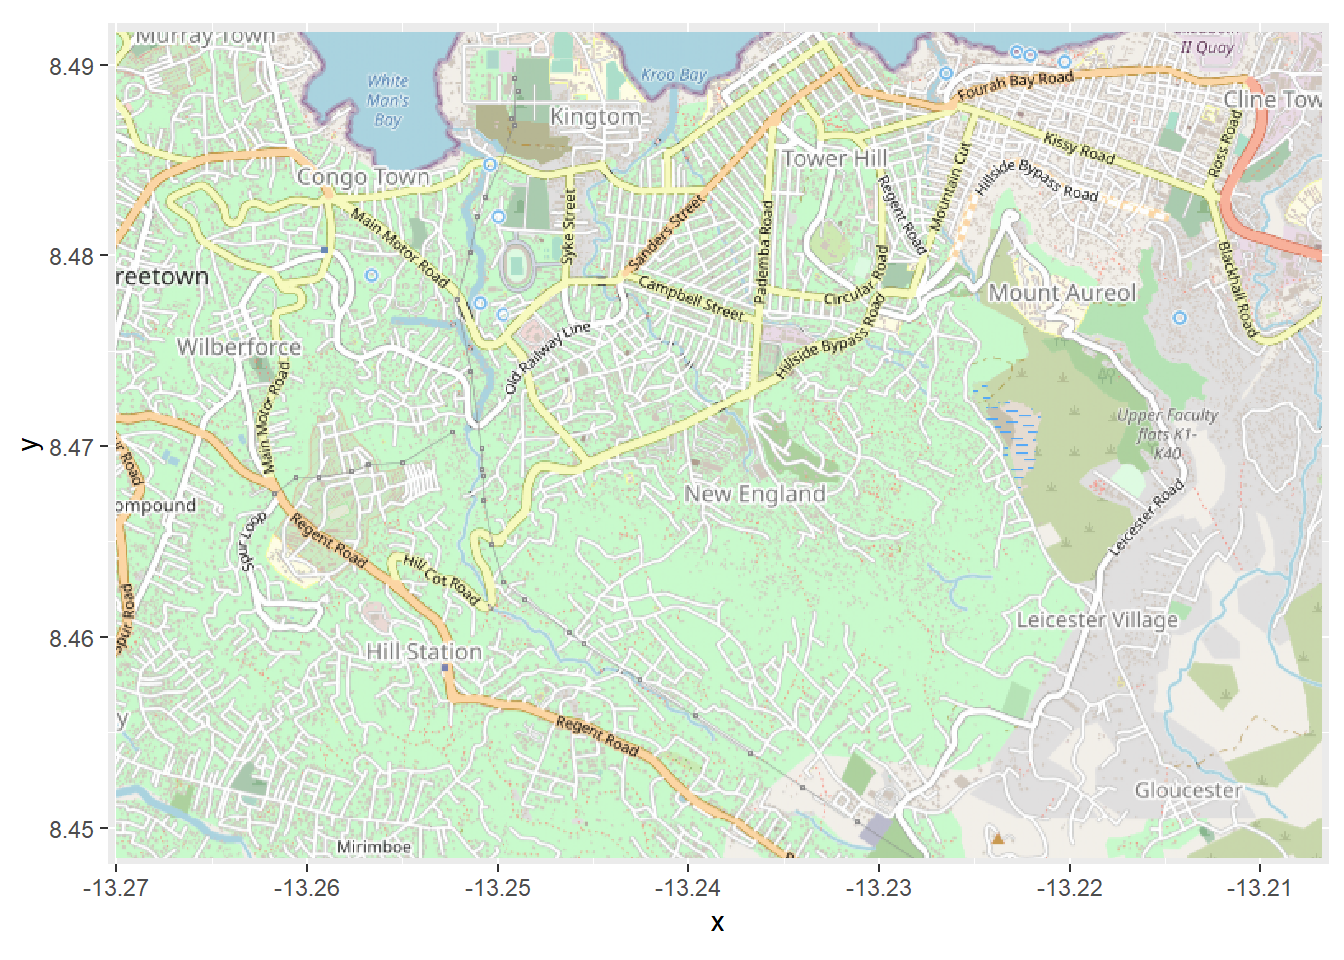 Murray Town
II Quay
White
Man's
Bay
Kroo Bay
Fourah Bay Road
Cline Tow
Kingtom
Ross Road
Kissy Road
Tower Hill
Mountain Cut
Hillside Bypass Road
Congo Town
Regent Road
Syke Street
Sanders Street
Main Motor Road
Pademba Road
reetown
Campbell Street
Circular Road
Mount Aureol
Blackhall Road
Wilberforce
Old Railway Line
Hillside Bypass Road
Main Motor Road
Upper Faculty
flats K1-
K40
New England
ompound
Leicester Road
Spur Loop
Regent Road
Hill Cot Road
pur Road
Leicester Village
Hill Station
y
Regent Road
Gloucester
Mirimboe
8.49
8.48
8.47
8.46
8.45
y
-13.27
-13.26
-13.25
-13.24
-13.23
-13.22
-13.21
x